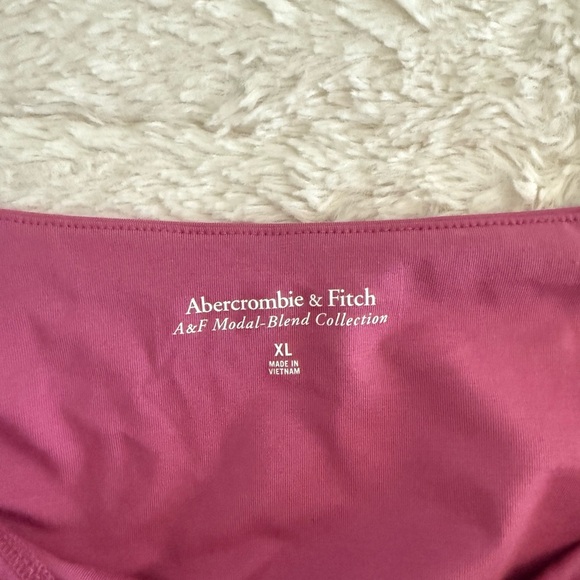 Abercrombie & Fitch
A&F Modal-Blend Collection
XL
MADE IN
VIETNAM